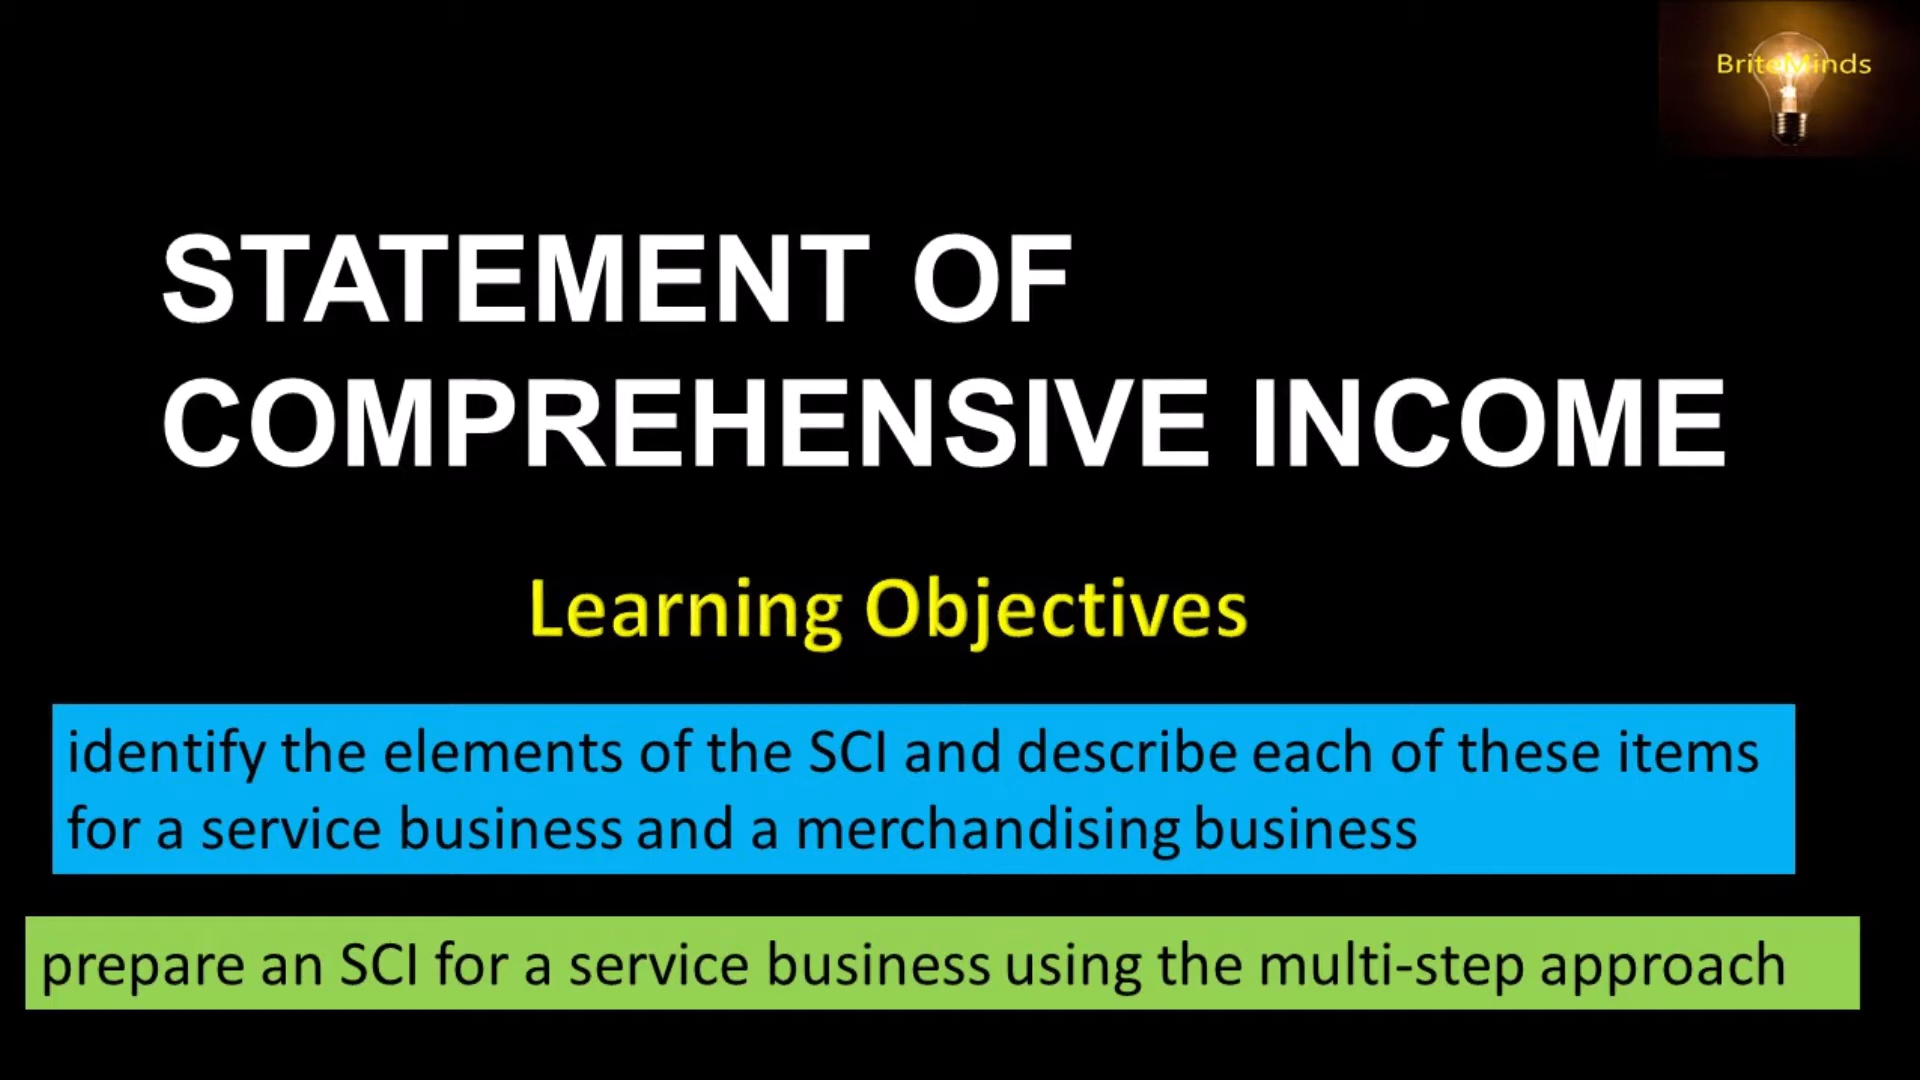 BriteMinds
STATEMENT OF
COMPREHENSIVE INCOME
Learning Objectives
identify the elements of the SCI and describe each of these items
for a service business and a merchandising business
prepare an SCI for a service business using the multi-step approach